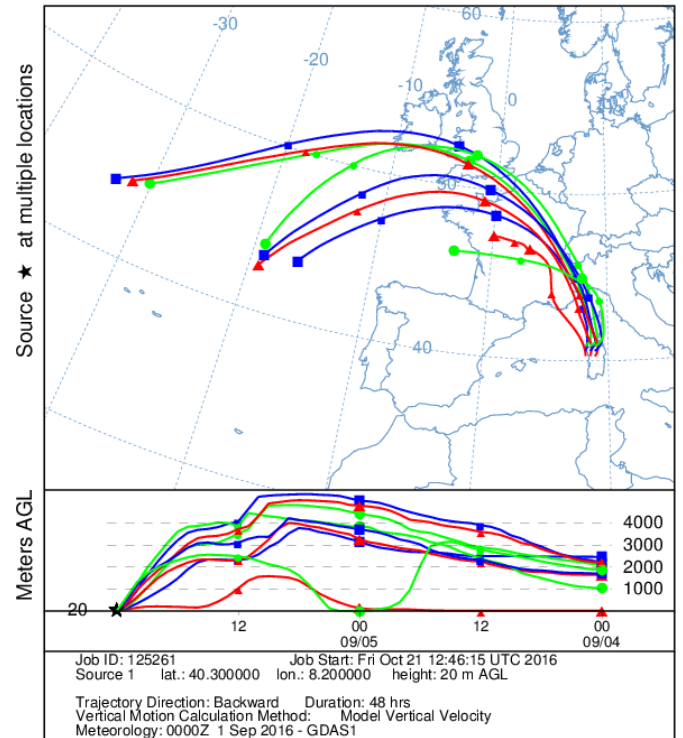 -30
60
-20
-10
0
50
40
Source ★ at multiple locations
Meters AGL
4000
3000
2000
1000
20
12 00 12 00
09/05 09/04
Job ID: 125261 Job Start: Fri Oct 21 12:46:15 UTC 2016
Source 1 lat.: 40.300000 lon.: 8.200000 height: 20 m AGL
Trajectory Direction: Backward Duration: 48 hrs
Vertical Motion Calculation Method: Model Vertical Velocity
Meteorology: 0000Z 1 Sep 2016 - GDAS1